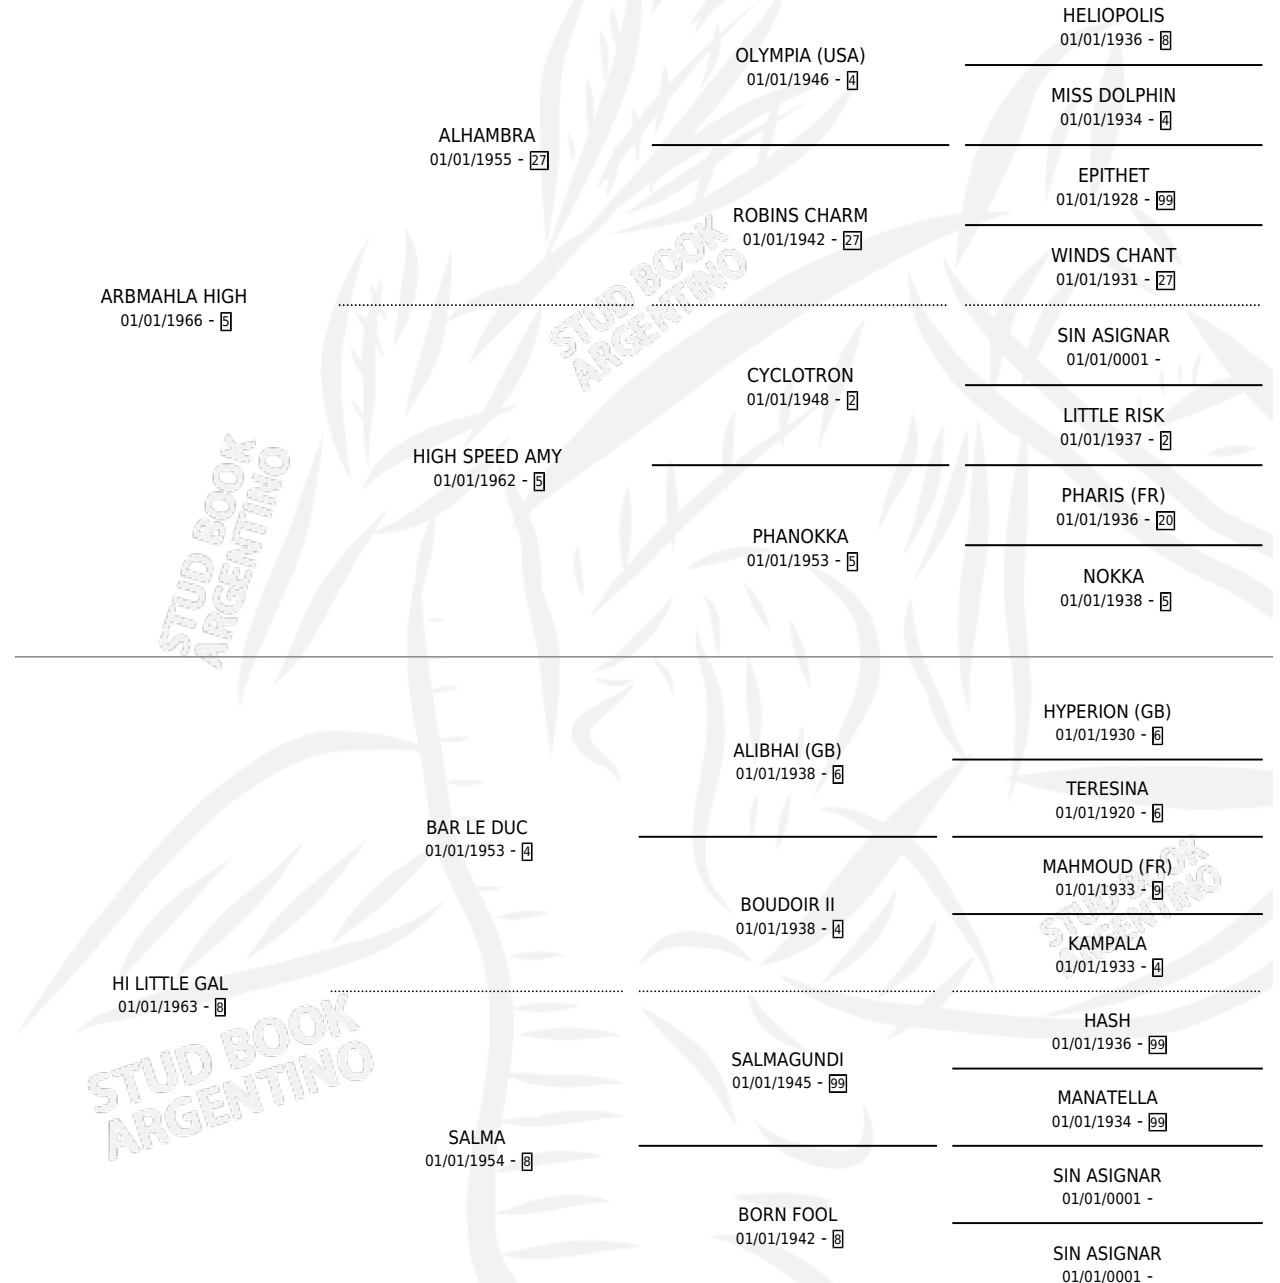 HELIOPOLIS
01/01/1936 - 8
OLYMPIA (USA)
01/01/1946 - 4
MISS DOLPHIN
01/01/1934 - 4
ALHAMBRA
01/01/1955 - 27
EPITHET
01/01/1928 - 99
ROBINS CHARM
01/01/1942 - 27
WINDS CHANT
01/01/1931 - 27
ARBMAHLA HIGH
01/01/1966 - 5
STUD BOOK
ARGENTINO
SIN ASIGNAR
01/01/0001 -
CYCLOTRON
01/01/1948 - 2
LITTLE RISK
01/01/1937 - 2
HIGH SPEED AMY
01/01/1962 - 5
PHARIS (FR)
01/01/1936 - 20
PHANOKKA
01/01/1953 - 5
NOKKA
01/01/1938 - 5
STUD BOOK
ARGENTINO
HYPERION (GB)
01/01/1930 - 6
ALIBHAI (GB)
01/01/1938 - 6
TERESINA
01/01/1920 - 6
BAR LE DUC
01/01/1953 - 4
MAHMOUD (FR)
01/01/1933 - 9
BOUDOIR II
01/01/1938 - 4
STUD BOOK
ARGENTINO
KAMPALA
01/01/1933 - 4
HI LITTLE GAL
01/01/1963 - 8
HASH
01/01/1936 - 99
SALMAGUNDI
01/01/1945 - 99
STUD BOOK
ARGENTINO
MANATELLA
01/01/1934 - 99
SALMA
01/01/1954 - 8
SIN ASIGNAR
01/01/0001 -
BORN FOOL
01/01/1942 - 8
SIN ASIGNAR
01/01/0001 -